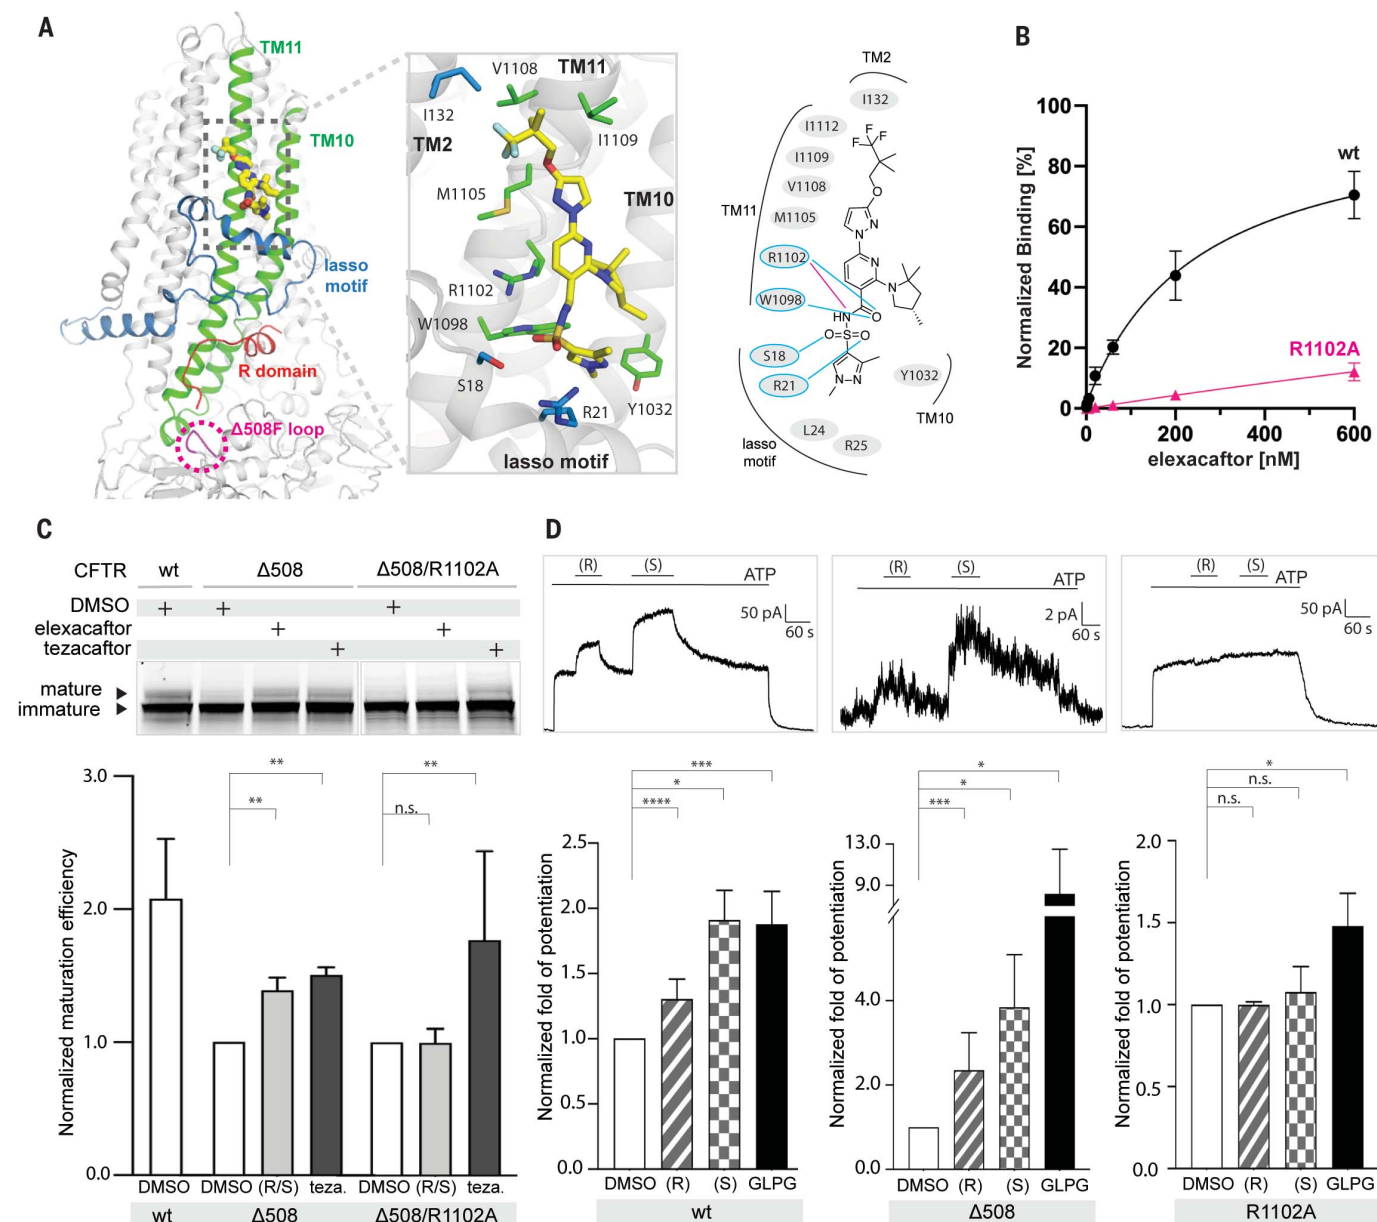 A
TM11
TM10
lasso
motif
R domain
Δ508F loop
V1108
TM11
I132
I1109
TM2
M1105
TM10
R1102
W1098
S18
R21
Y1032
lasso motif
TM2
I132
I1112
I1109
V1108
TM11
M1105
R1102
W1098
S18
R21
Y1032
TM10
L24
R25
lasso
motif
F
F
F
O
N
N
N
N
HN
O
O
S
O
N
N
B
100
80
60
40
20
0
Normalized Binding [%]
wt
R1102A
0
200
400
600
elexacaftor [nM]
C
CFTR wt Δ508 Δ508/R1102A
DMSO + + +
elexacaftor + +
tezacaftor + +
mature
immature
3.0
2.0
1.0
0.0
Normalized maturation efficiency
**
**
**
n.s.
DMSO DMSO (R/S) teza. DMSO (R/S) teza.
wt Δ508 Δ508/R1102A
D
(R) (S)
ATP
50 pA
60 s
(R) (S)
ATP
2 pA
60 s
(R) (S)
ATP
50 pA
60 s
***
*
****
2.5
2.0
1.5
1.0
0.5
0.0
Normalized fold of potentiation
DMSO (R) (S) GLPG
wt
*
*
***
13.0
9.0
4.0
2.0
0.0
Normalized fold of potentiation
DMSO (R) (S) GLPG
Δ508
*
n.s.
n.s.
2.0
1.5
1.0
0.5
0.0
Normalized fold of potentiation
DMSO (R) (S) GLPG
R1102A